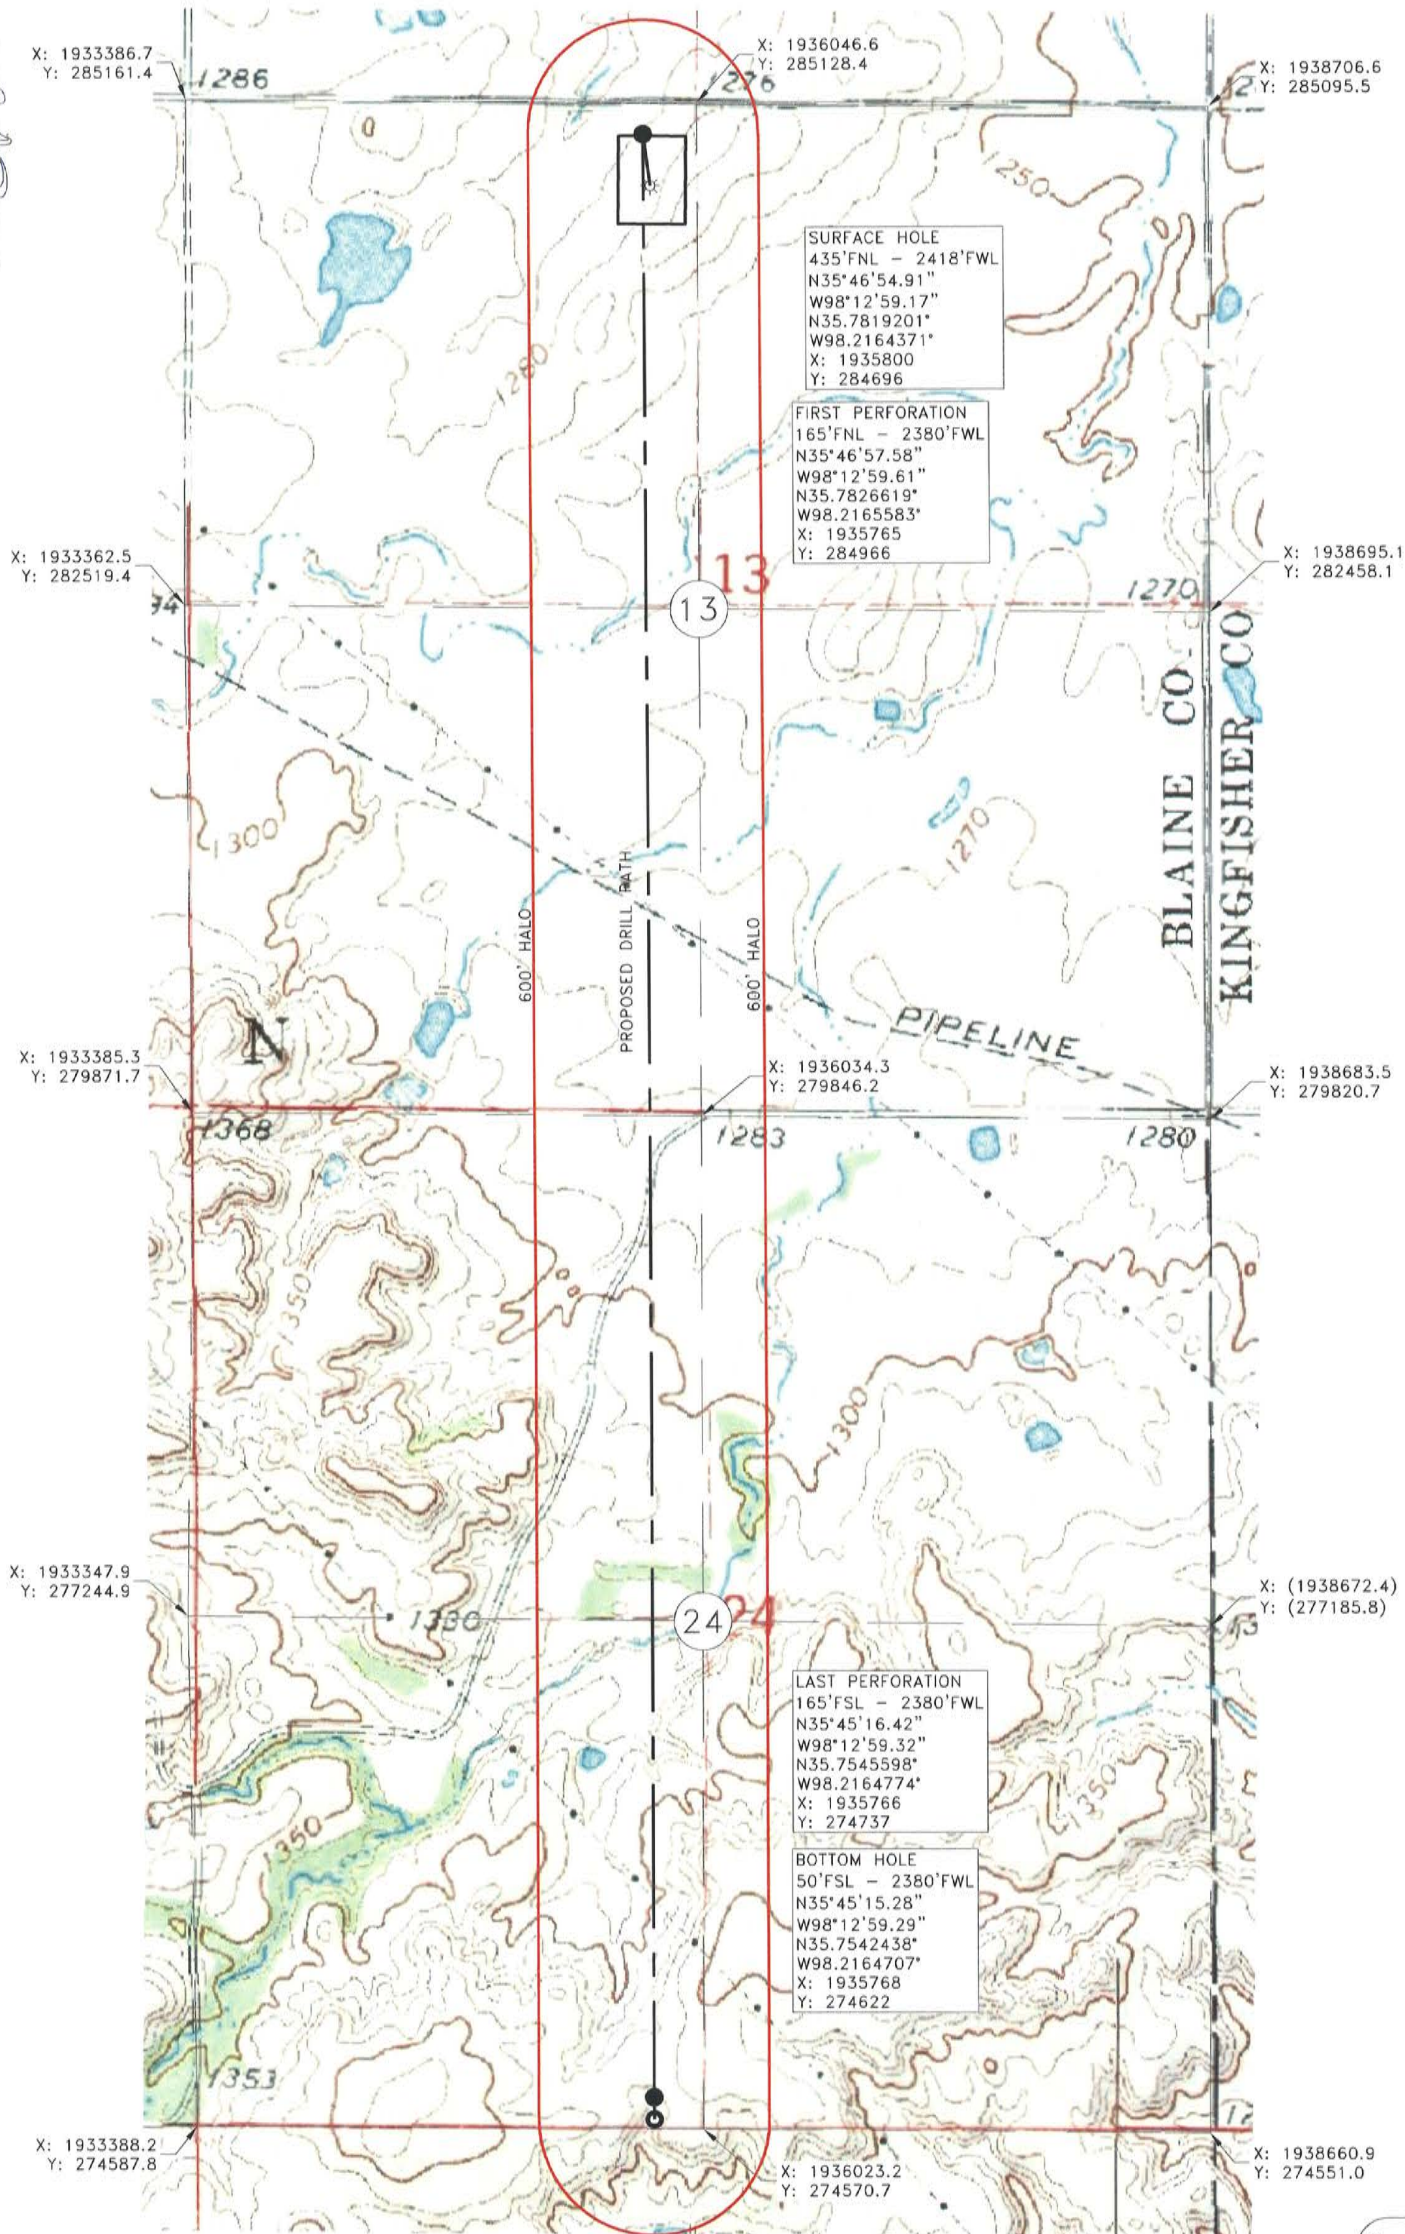 X: 1933386.7
Y: 285161.4
X: 1936046.6
Y: 285128.4
X: 1938706.6
Y: 285095.5
1286
1276
1250
SURFACE HOLE
435'FNL - 2418'FWL
N35°46'54.91"
W98°12'59.17"
N35.7819201°
W98.2164371°
X: 1935800
Y: 284696
1280
FIRST PERFORATION
165'FNL - 2380'FWL
N35°46'57.58"
W98°12'59.61"
N35.7826619°
W98.2165583°
X: 1935765
Y: 284966
X: 1933362.5
Y: 282519.4
X: 1938695.1
Y: 282458.1
13
13
1270
BLAINE CO
KINGFISHER CO
1300
1270
PROPOSED DRILL PATH
600' HALO
600' HALO
N
PIPELINE
X: 1933385.3
Y: 279871.7
X: 1936034.3
Y: 279846.2
X: 1938683.5
Y: 279820.7
1368
1283
1280
1350
1300
X: 1933347.9
Y: 277244.9
X: (1938672.4)
Y: (277185.8)
1330
24
24
LAST PERFORATION
165'FSL - 2380'FWL
N35°45'16.42"
W98°12'59.32"
N35.7545598°
W98.2164774°
X: 1935766
Y: 274737
1350
1350
BOTTOM HOLE
50'FSL - 2380'FWL
N35°45'15.28"
W98°12'59.29"
N35.7542438°
W98.2164707°
X: 1935768
Y: 274622
1353
X: 1933388.2
Y: 274587.8
X: 1936023.2
Y: 274570.7
X: 1938660.9
Y: 274551.0